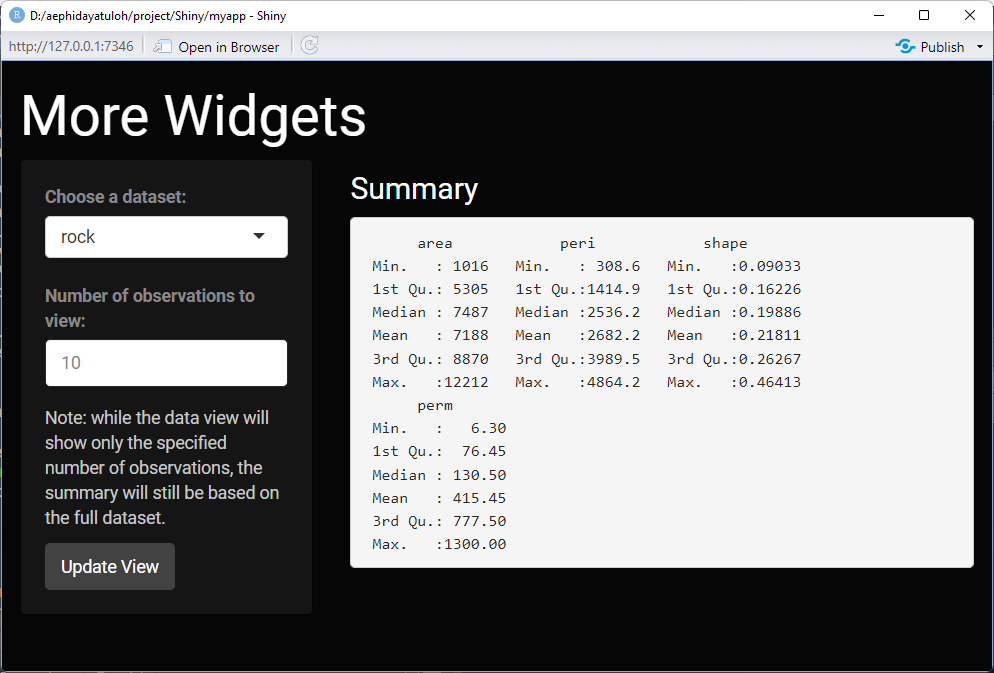 D:/aephidayatuloh/project/Shiny/myapp - Shiny
http://127.0.0.1:7346 Open in Browser Publish
More Widgets
Choose a dataset:
rock
Number of observations to
view:
10
Note: while the data view will
show only the specified
number of observations, the
summary will still be based on
the full dataset.
Update View
Summary
area peri shape
Min. : 1016 Min. : 308.6 Min. :0.09033
1st Qu.: 5305 1st Qu.:1414.9 1st Qu.:0.16226
Median : 7487 Median :2536.2 Median :0.19886
Mean : 7188 Mean :2682.2 Mean :0.21811
3rd Qu.: 8870 3rd Qu.:3989.5 3rd Qu.:0.26267
Max. :12212 Max. :4864.2 Max. :0.46413
perm
Min. : 6.30
1st Qu.: 76.45
Median : 130.50
Mean : 415.45
3rd Qu.: 777.50
Max. :1300.00